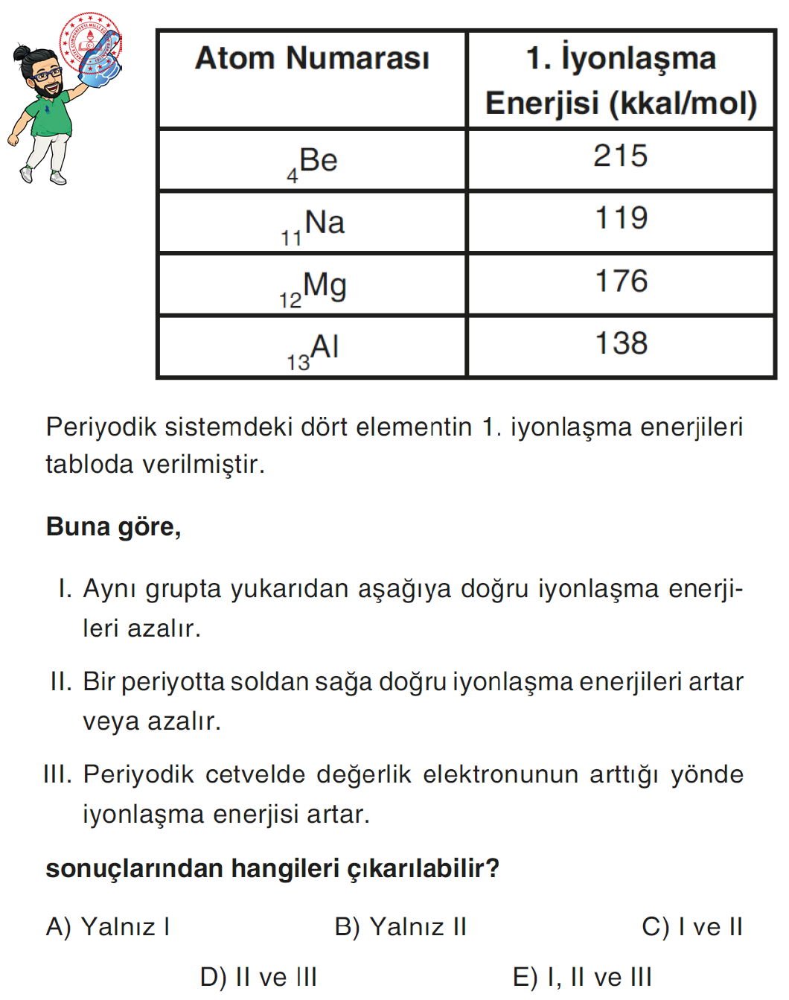 Atom Numarası
1. İyonlaşma
Enerjisi (kkal/mol)
4Be
215
11Na
119
12Mg
176
13Al
138
Periyodik sistemdeki dört elementin 1. iyonlaşma enerjileri
tabloda verilmiştir.
Buna göre,
I. Aynı grupta yukarıdan aşağıya doğru iyonlaşma enerji-
leri azalır.
II. Bir periyotta soldan sağa doğru iyonlaşma enerjileri artar
veya azalır.
III. Periyodik cetvelde değerlik elektronunun arttığı yönde
iyonlaşma enerjisi artar.
sonuçlarından hangileri çıkarılabilir?
A) Yalnız I B) Yalnız II C) I ve II
D) II ve III E) I, II ve III